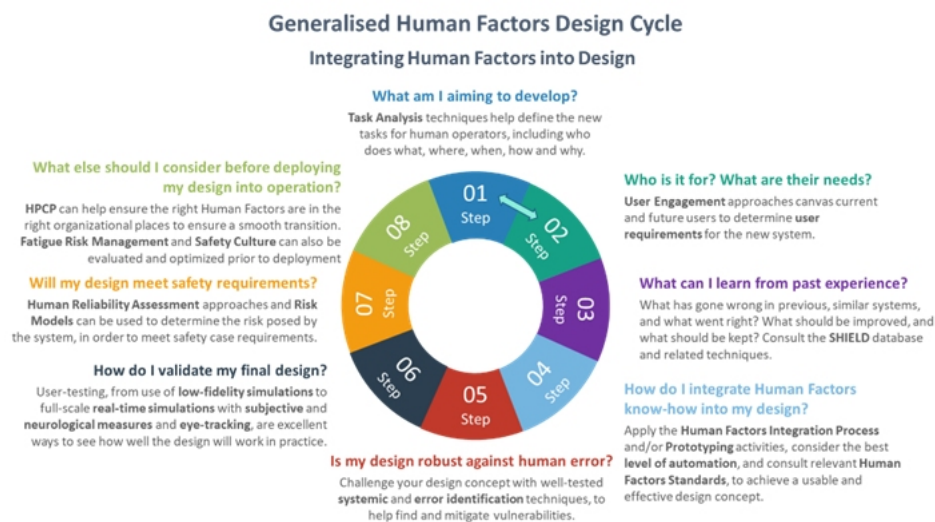 Generalised Human Factors Design Cycle
Integrating Human Factors into Design
What am I aiming to develop?
Task Analysis techniques help define the new
tasks for human operators, including who
does what, where, when, how and why.
Who is it for? What are their needs?
User Engagement approaches canvas current
and future users to determine user
requirements for the new system.
What can I learn from past experience?
What has gone wrong in previous, similar systems,
and what went right? What should be improved, and
what should be kept? Consult the SHIELD database
and related techniques.
How do I integrate Human Factors
know-how into my design?
Apply the Human Factors Integration Process
and/or Prototyping activities, consider the best
level of automation, and consult relevant Human
Factors Standards, to achieve a usable and
effective design concept.
Is my design robust against human error?
Challenge your design concept with well-tested
systemic and error identification techniques, to
help find and mitigate vulnerabilities.
How do I validate my final design?
User-testing, from use of low-fidelity simulations to
full-scale real-time simulations with subjective and
neurological measures and eye-tracking, are excellent
ways to see how well the design will work in practice.
Will my design meet safety requirements?
Human Reliability Assessment approaches and Risk
Models can be used to determine the risk posed by
the system, in order to meet safety case requirements.
What else should I consider before deploying
my design into operation?
HPCP can help ensure the right Human Factors are in the
right organizational places to ensure a smooth transition.
Fatigue Risk Management and Safety Culture can also be
evaluated and optimized prior to deployment
01
Step
02
Step
03
Step
04
Step
05
Step
06
Step
07
Step
08
Step